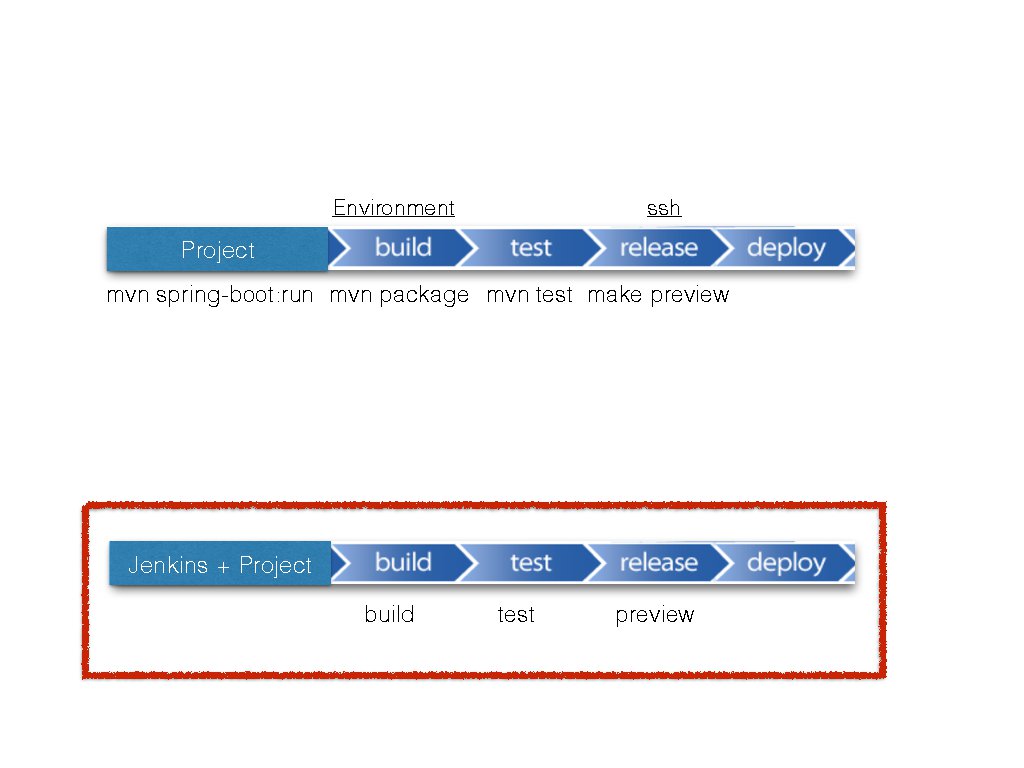 Environment ssh
Project build test release deploy
mvn spring-boot:run mvn package mvn test make preview
Jenkins + Project build test release deploy
build test preview